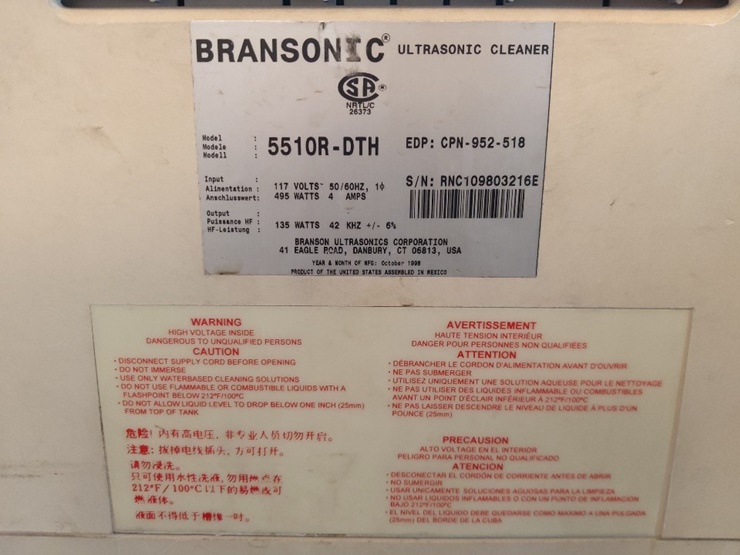 BRANSONIC® ULTRASONIC CLEANER
SA ®
NRTL/C
26373
Model :
Modele : 5510R-DTH EDP: CPN-952-518
Modell :
Input : S/N: RNC109803216E
Alimentation : 117 VOLTS~ 50/60HZ, 1ϕ
Anschlusswert: 495 WATTS 4 AMPS
Output :
Puissance HF : 135 WATTS 42 KHZ +/- 6%
HF-Leistung :
BRANSON ULTRASONICS CORPORATION
41 EAGLE ROAD, DANBURY, CT 06813, USA
YEAR & MONTH OF MFG: October 1998
PRODUCT OF THE UNITED STATES ASSEMBLED IN MEXICO
WARNING
HIGH VOLTAGE INSIDE
DANGEROUS TO UNQUALIFIED PERSONS
CAUTION
· DISCONNECT SUPPLY CORD BEFORE OPENING
· DO NOT IMMERSE
· USE ONLY WATERBASED CLEANING SOLUTIONS
· DO NOT USE FLAMMABLE OR COMBUSTIBLE LIQUIDS WITH A
FLASHPOINT BELOW 212°F/100°C
· DO NOT ALLOW LIQUID LEVEL TO DROP BELOW ONE INCH (25mm)
FROM TOP OF TANK
危险! 内有高电压, 非专业人员切勿开启。
注意: 拔掉电线插头, 方可打开。
请勿浸洗。
只可使用水性洗液, 勿用燃点在
212°F/100°C以下的易燃或可
燃液体。
液面不得低于槽缘一吋。
AVERTISSEMENT
HAUTE TENSION INTERIEUR
DANGER POUR PERSONNES NON QUALIFIEES
ATTENTION
· DÉBRANCHER LE CORDON D'ALIMENTATION AVANT D'OUVRIR
· NE PAS SUBMERGER
· UTILISEZ UNIQUEMENT UNE SOLUTION AQUEUSE POUR LE NETTOYAGE
· NE PAS UTILISER DES LIQUIDES INFLAMMABLE OU COMBUSTIBLES
AVANT UN POINT D'ÉCLAIR INFÉRIEUR À 212°F/100°C
· NE PAS LAISSER DESCENDRE LE NIVEAU DE LIQUIDE À PLUS D'UN
POUNCE (25mm)
PRECAUSION
ALTO VOLTAGE EN EL INTERIOR
PELIGRO PARA PERSONAL NO QUALIFICADO
ATENCION
· DESCONECTAR EL CORDÓN DE CORRIENTE ANTES DE ABRIR
· NO SUMERGIR
· USAR UNICAMENTE SOLUCIONES AQUOSAS PARA LA LIMPIEZA
· NO USAR LIQUIDOS INFLAMABLES O CON UN PUNTO DE INFLAMACIÓN
BAJO 212°F/100°C
· EL NIVEL DEL LIQUIDO DEBE QUEDARSE COMO MAXIMO A UNA PULGADA
(25mm) DEL BORDE DE LA CUBA